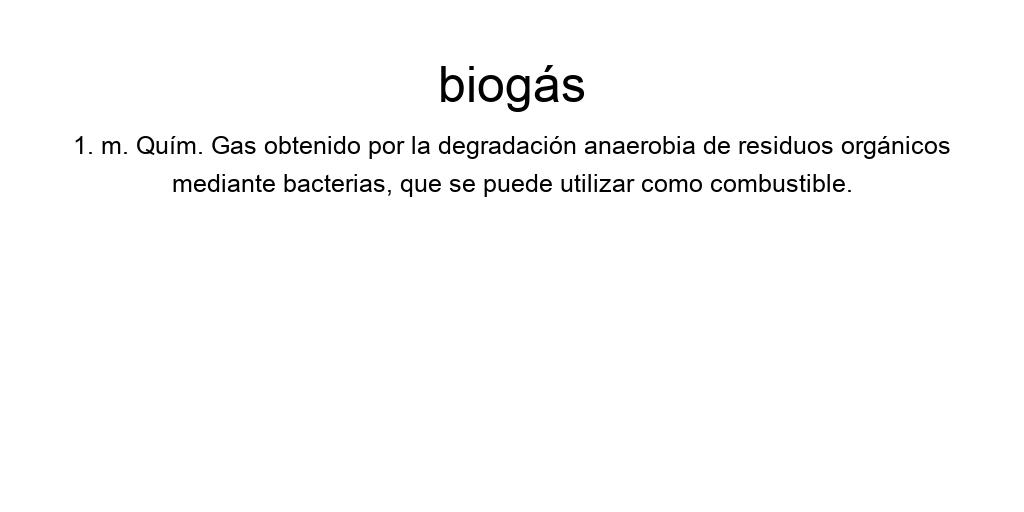 biogás
1. m. Quím. Gas obtenido por la degradación anaerobia de residuos orgánicos
mediante bacterias, que se puede utilizar como combustible.